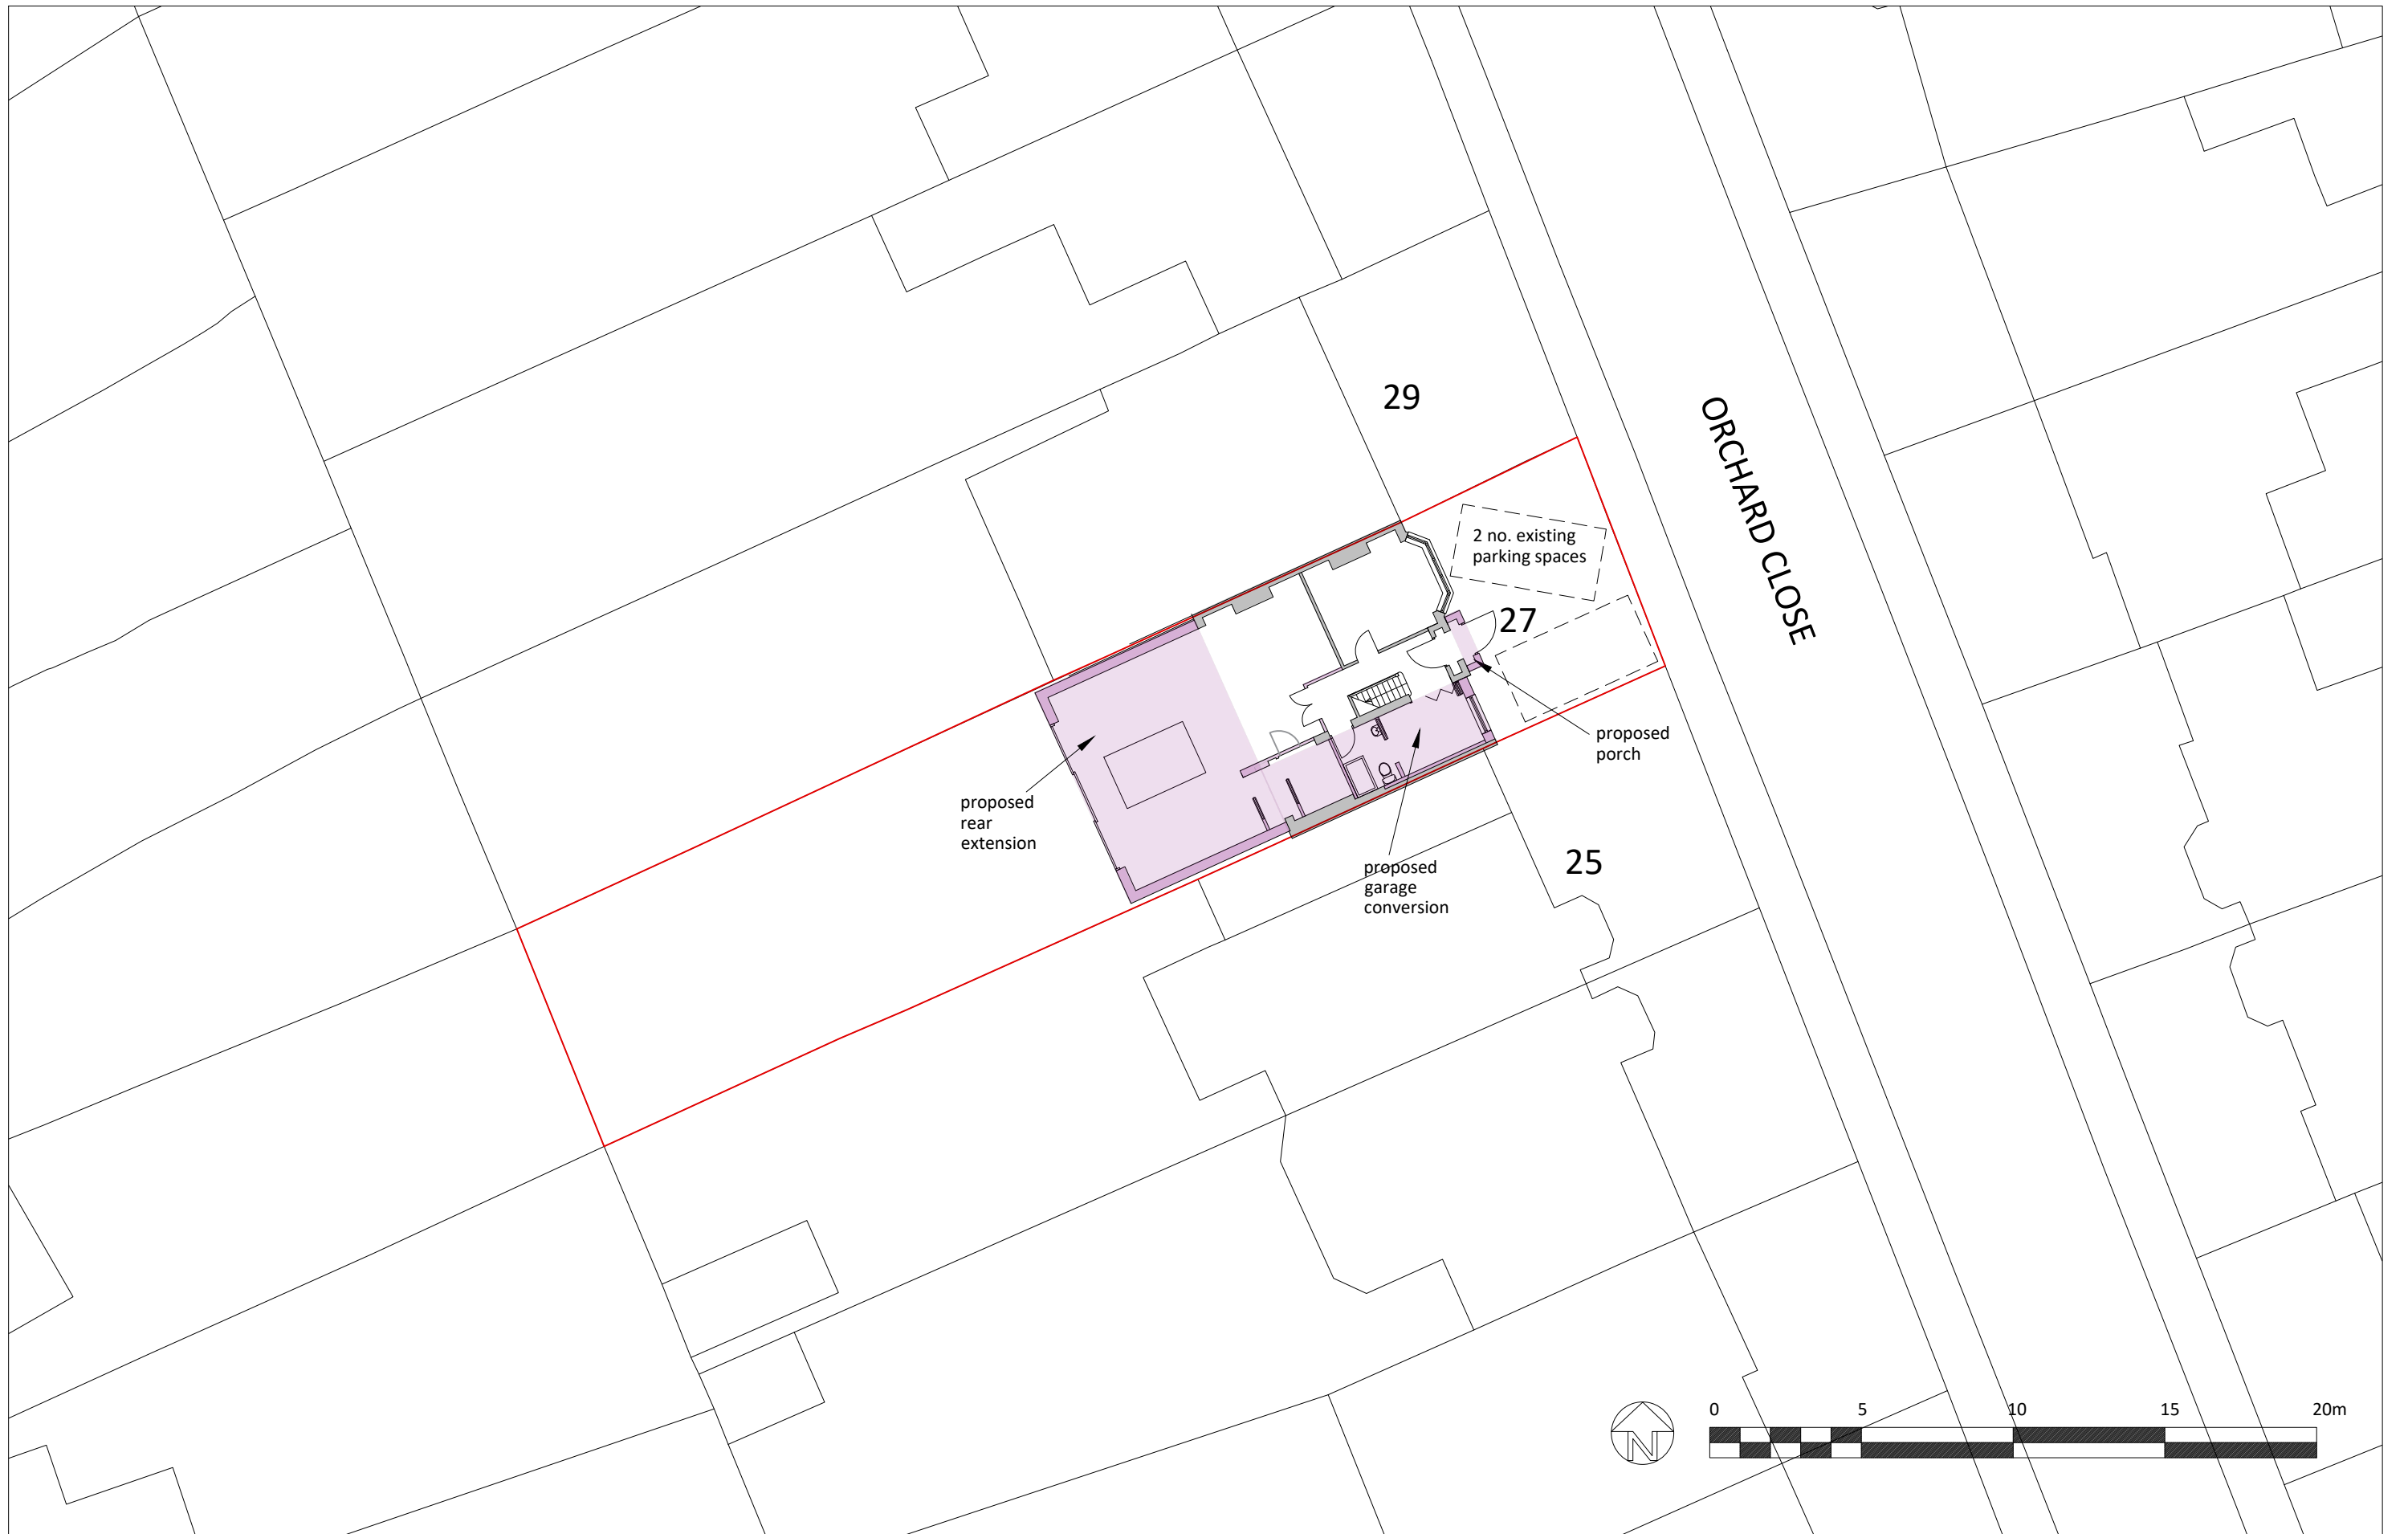 29
ORCHARD CLOSE
2 no. existing
parking spaces
27
proposed
porch
proposed
rear
extension
25
proposed
garage
conversion
N
0 5 10 15 20m